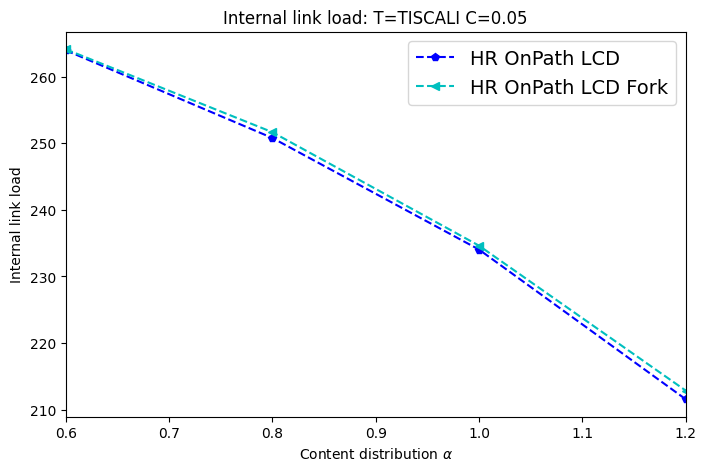 Internal link load: T=TISCALI C=0.05
HR OnPath LCD
HR OnPath LCD Fork
Internal link load
260
250
240
230
220
210
0.6 0.7 0.8 0.9 1.0 1.1 1.2
Content distribution α